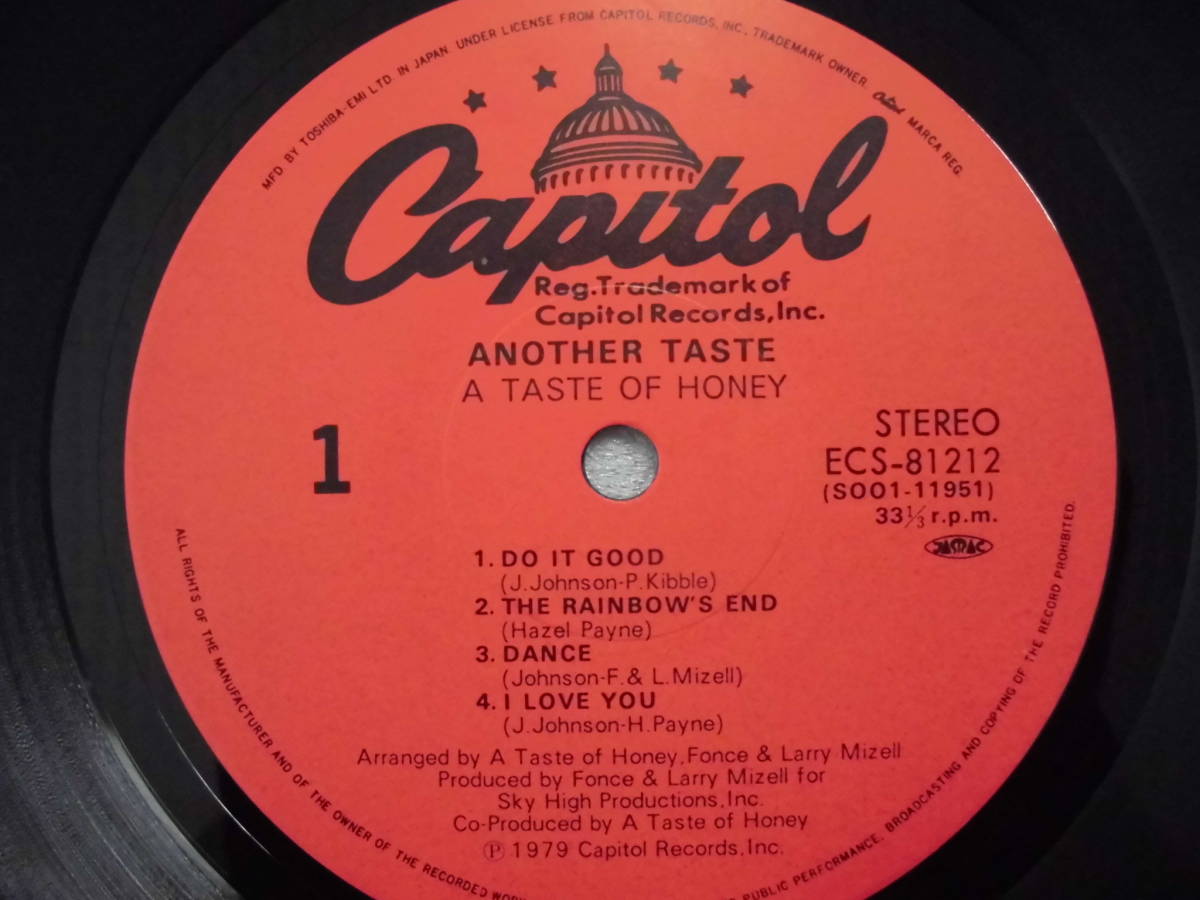 MFD. BY TOSHIBA-EMI LTD. IN JAPAN. UNDER LICENSE FROM CAPITOL RECORDS, INC., TRADEMARK OWNER. Capitol MARCA REG.
Capitol
Reg.Trademark of
Capitol Records,Inc.
ANOTHER TASTE
A TASTE OF HONEY
1
STEREO
ECS-81212
(SOO1-11951)
33 1/3 r.p.m.
JASRAC
1. DO IT GOOD
(J.Johnson-P.Kibble)
2. THE RAINBOW'S END
(Hazel Payne)
3. DANCE
(Johnson-F.& L.Mizell)
4. I LOVE YOU
(J.Johnson-H.Payne)
Arranged by A Taste of Honey,Fonce & Larry Mizell
Produced by Fonce & Larry Mizell for
Sky High Productions,Inc.
Co-Produced by A Taste of Honey
Ⓟ 1979 Capitol Records,Inc.
ALL RIGHTS OF THE MANUFACTURER AND OF THE OWNER OF THE RECORDED WORK
PUBLIC PERFORMANCE, BROADCASTING AND COPYING OF THE RECORD PROHIBITED.